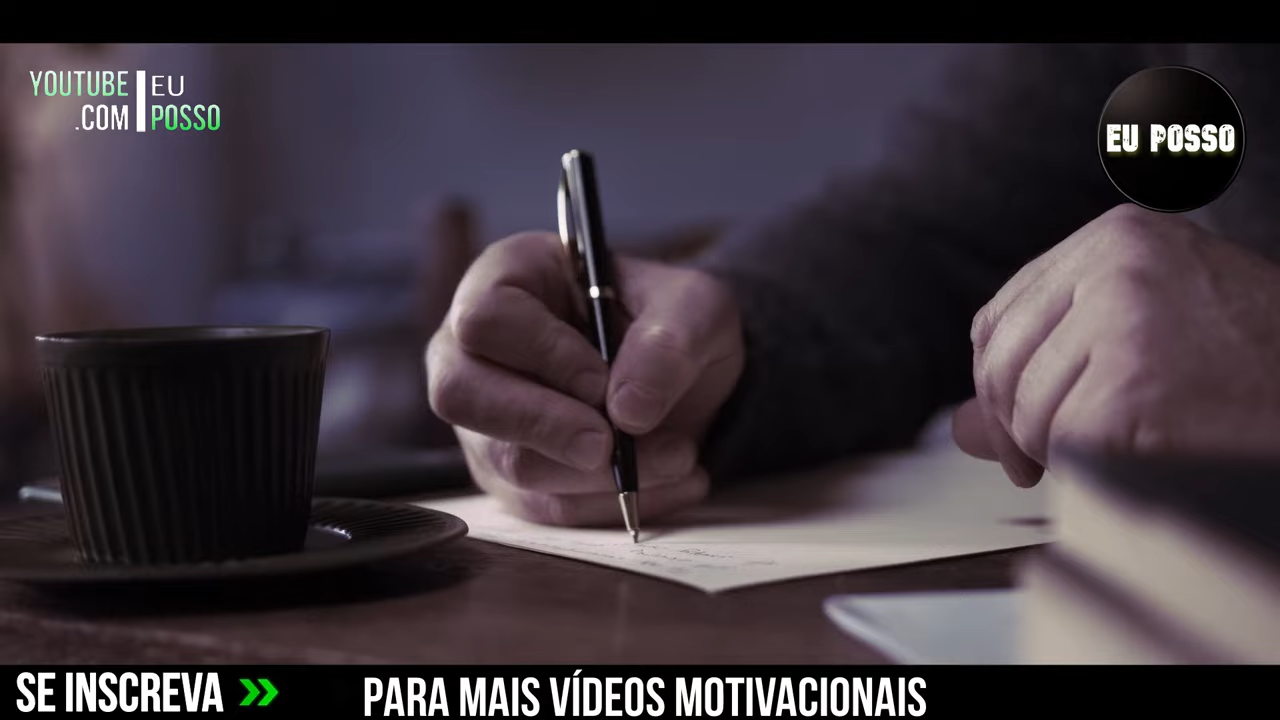 YOUTUBE
.COM
EU
POSSO
EU POSSO
SE INSCREVA
PARA MAIS VÍDEOS MOTIVACIONAIS